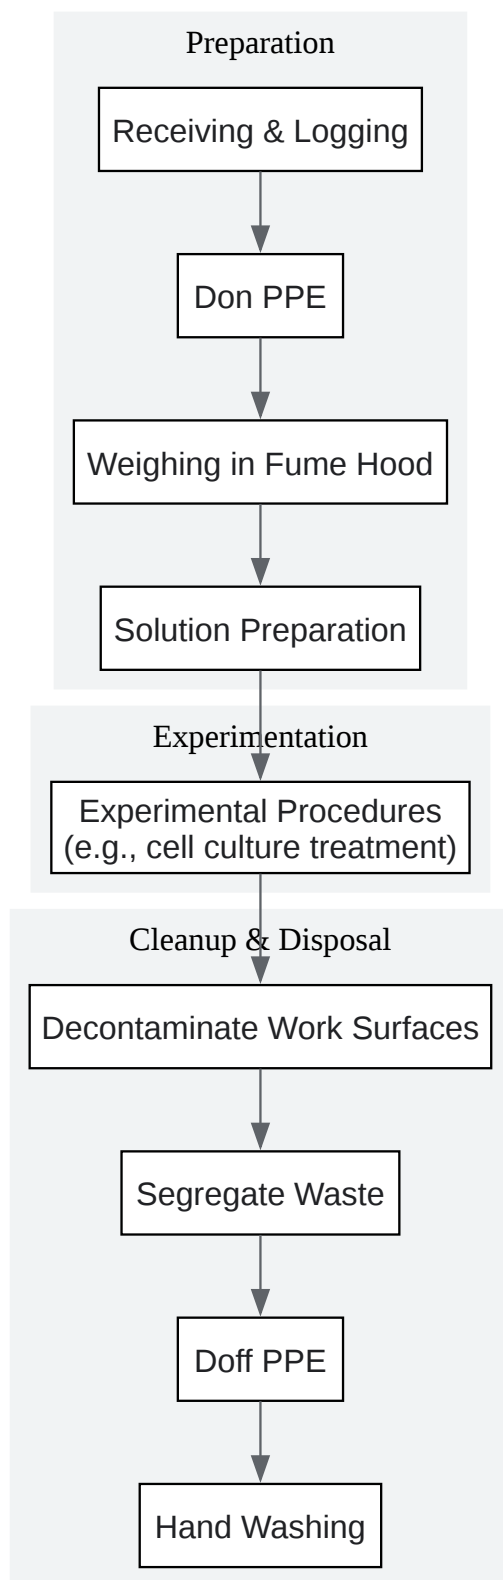 Preparation
Receiving & Logging
Don PPE
Weighing in Fume Hood
Solution Preparation
Experimentation
Experimental Procedures
(e.g., cell culture treatment)
Cleanup & Disposal
Decontaminate Work Surfaces
Segregate Waste
Doff PPE
Hand Washing